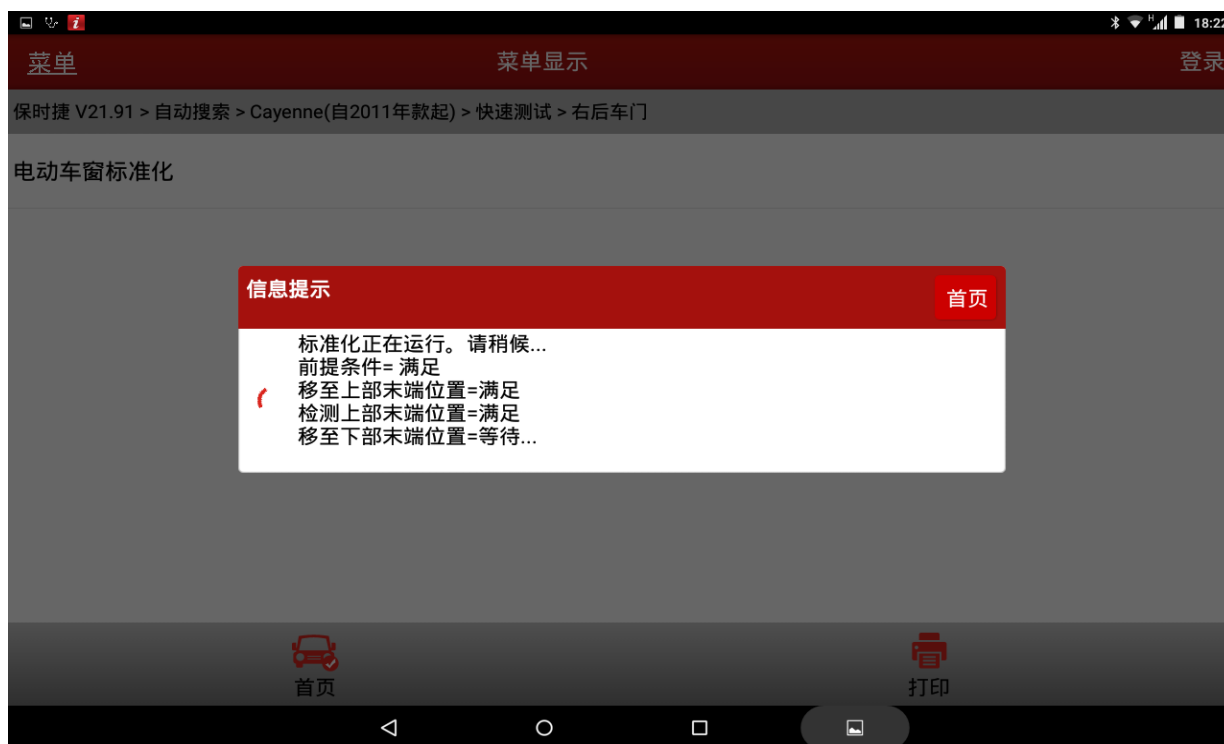 18:22
菜单
菜单显示
登录
保时捷 V21.91 > 自动搜索 > Cayenne(自2011年款起) > 快速测试 > 右后车门
电动车窗标准化
信息提示
首页
标准化正在运行。请稍候...
前提条件= 满足
移至上部末端位置=满足
检测上部末端位置=满足
移至下部末端位置=等待...
首页
打印